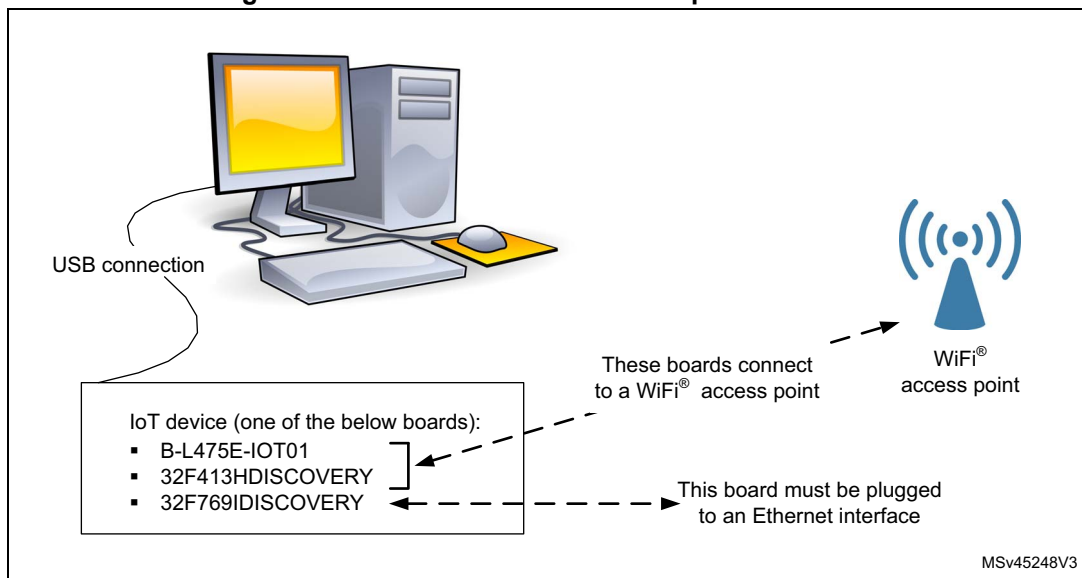 USB connection
These boards connect
to a WiFi® access point
WiFi®
access point
IoT device (one of the below boards):
▪ B-L475E-IOT01
▪ 32F413HDISCOVERY
▪ 32F769IDISCOVERY
This board must be plugged
to an Ethernet interface
MSv45248V3